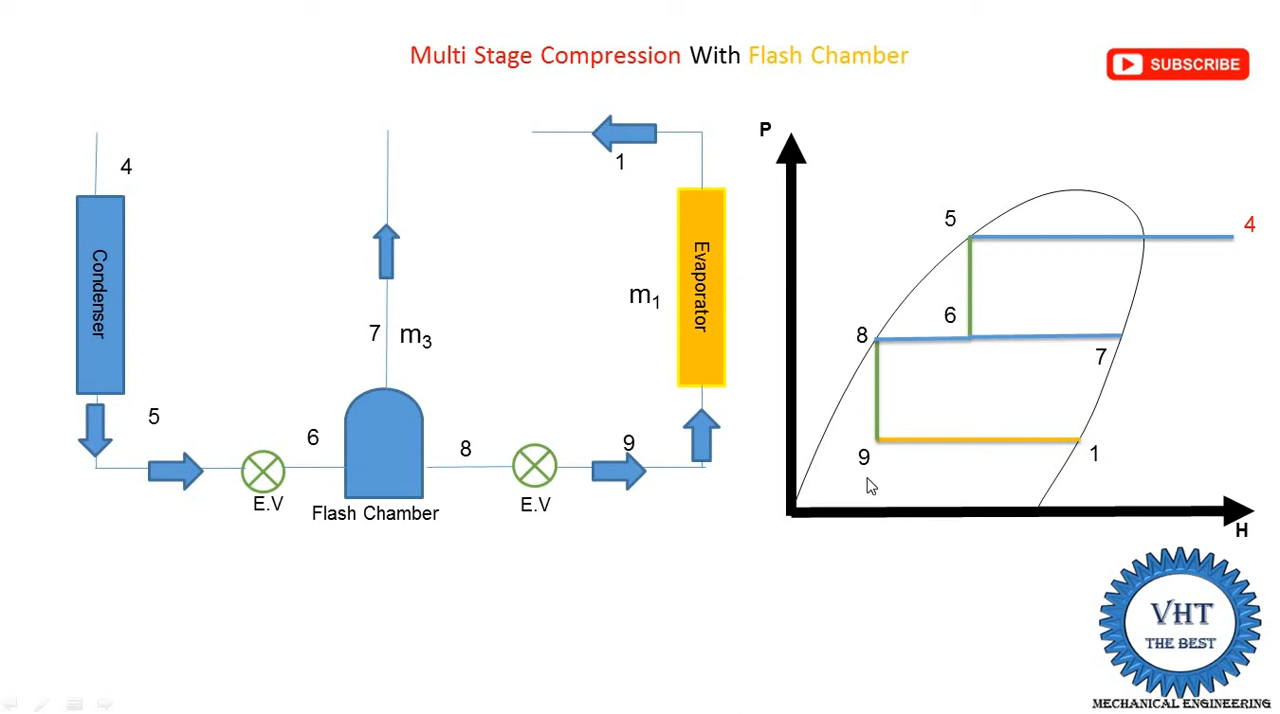 Multi Stage Compression With Flash Chamber
SUBSCRIBE
4
Condenser
5
E.V
6
7
m3
Flash Chamber
8
E.V
9
m1
Evaporator
1
P
5
4
6
8
7
9
1
H
VHT
THE BEST
MECHANICAL ENGINEERING